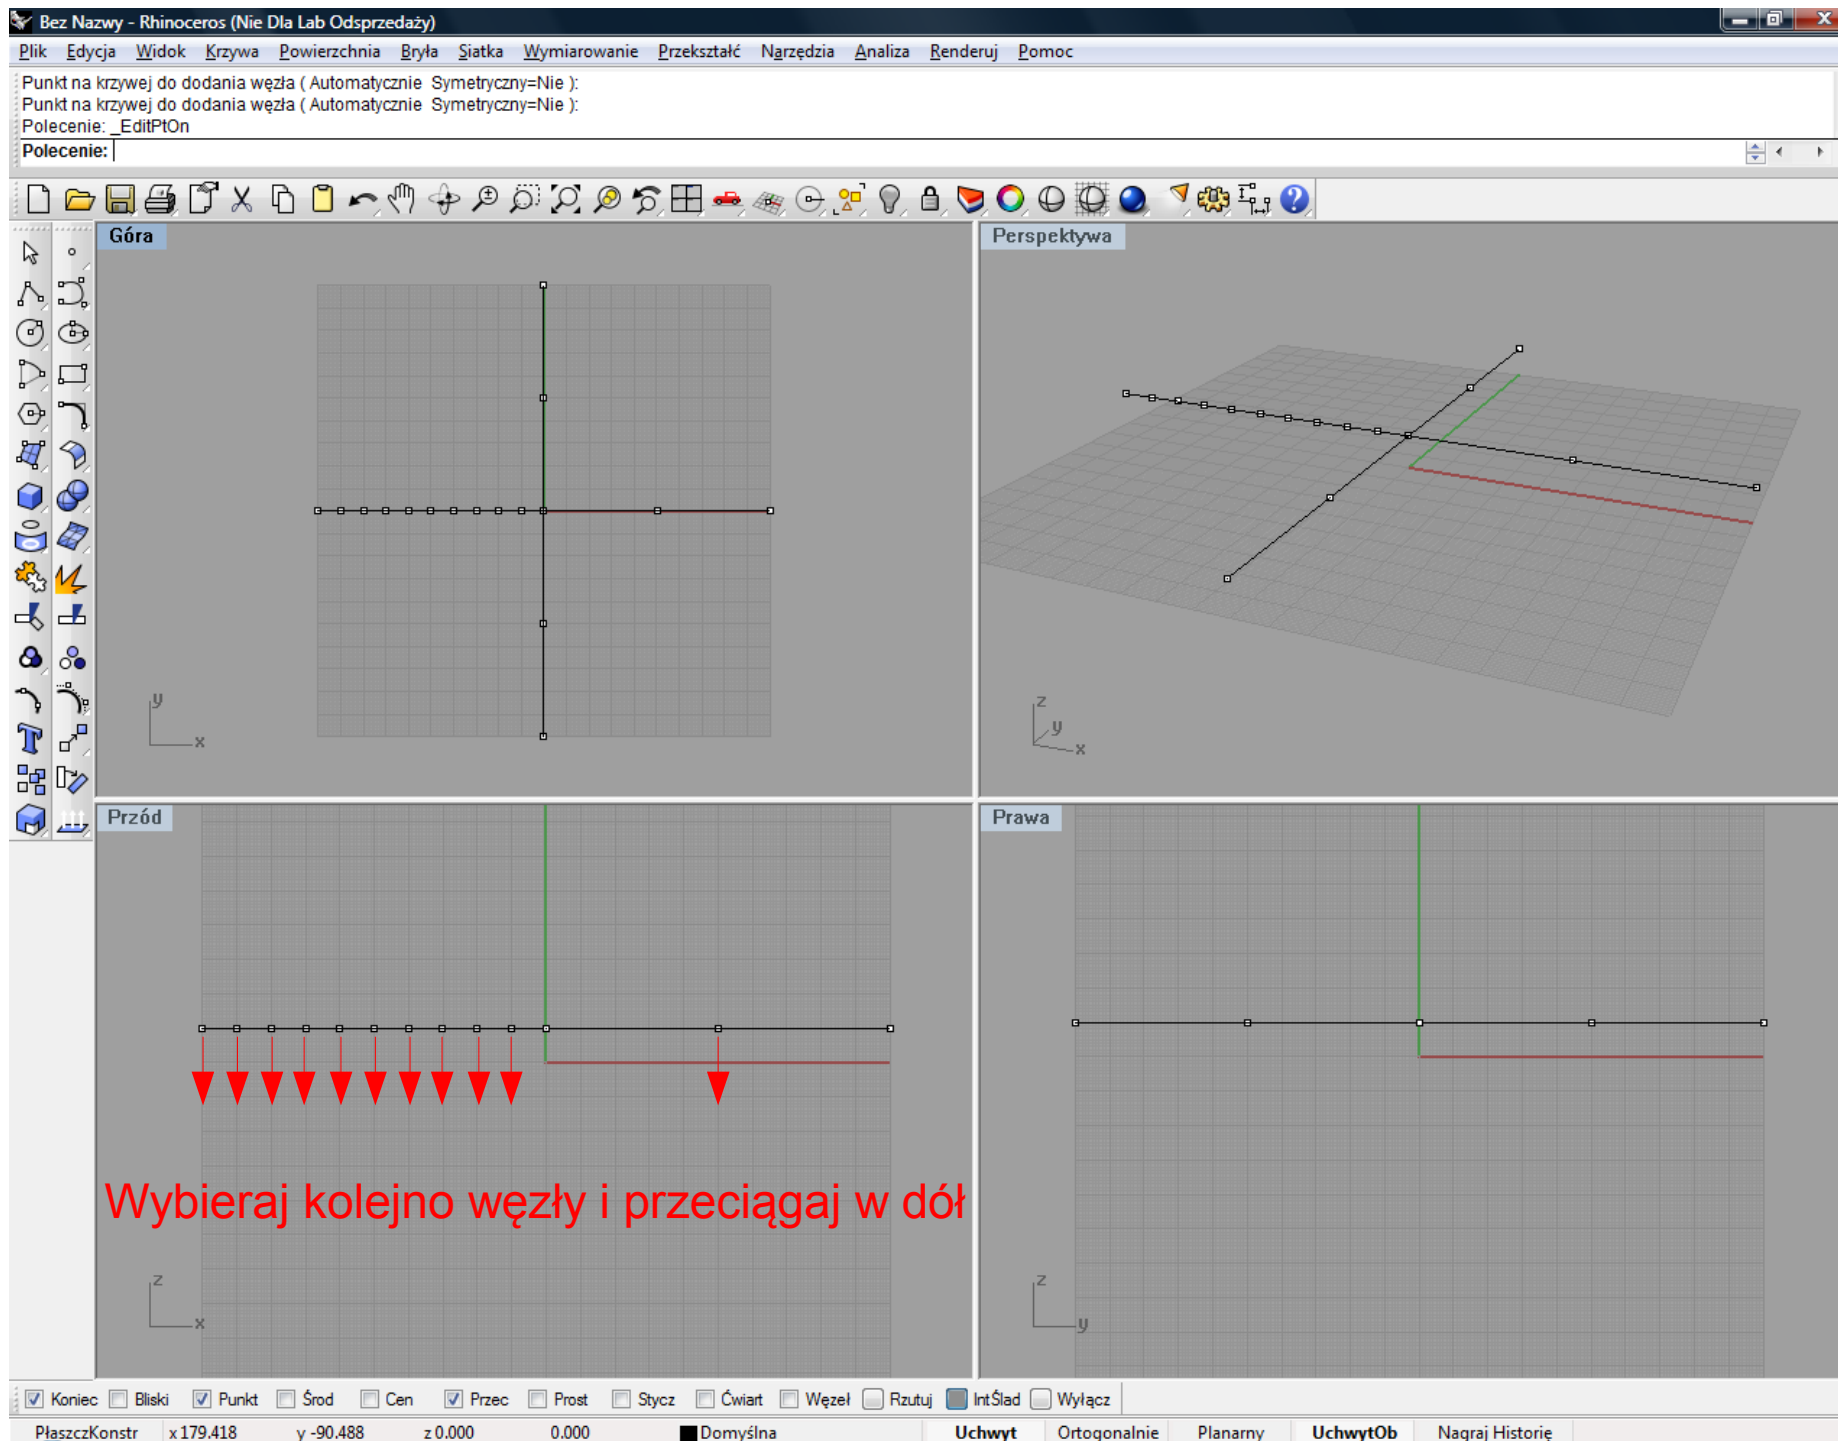 Bez Nazwy - Rhinoceros (Nie Dla Lab Odsprzedaży)
Plik Edycja Widok Krzywa Powierzchnia Bryła Siatka Wymiarowanie Przekształć Narzędzia Analiza Renderuj Pomoc
Punkt na krzywej do dodania węzła ( Automatycznie Symetryczny=Nie ):
Punkt na krzywej do dodania węzła ( Automatycznie Symetryczny=Nie ):
Polecenie: _EditPtOn
Polecenie:
Góra
Perspektywa
y
x
z
y
x
Przód
Prawa
Wybieraj kolejno węzły i przeciągaj w dół
z
x
z
y
Koniec Bliski Punkt Środ Cen Przec Prost Stycz Ćwiart Węzeł Rzutuj IntŚlad Wyłącz
PłaszczKonstr x 179.418 y -90.488 z 0.000 0.000 Domyślna Uchwyt Ortogonalnie Planarny UchwytOb Nagraj Historię